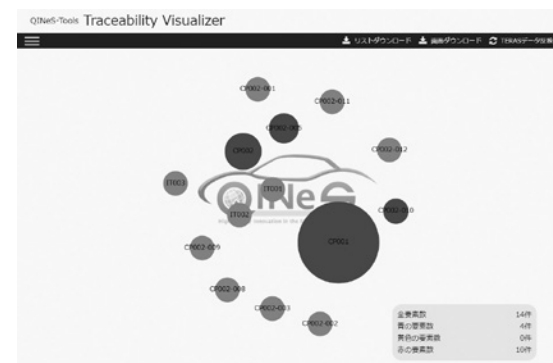 QINeS-Tools Traceability Visualizer
リストダウンロード 画像ダウンロード TERASデータ反映
CP002-001
CP002-011
CP002-005
CP002-012
CP002
IT003
IT001
QINeS
IT002
CP002-010
CP001
CP002-009
CP002-008
CP002-003
CP002-002
全要素数 14件
青の要素数 4件
黄色の要素数 0件
赤の要素数 10件